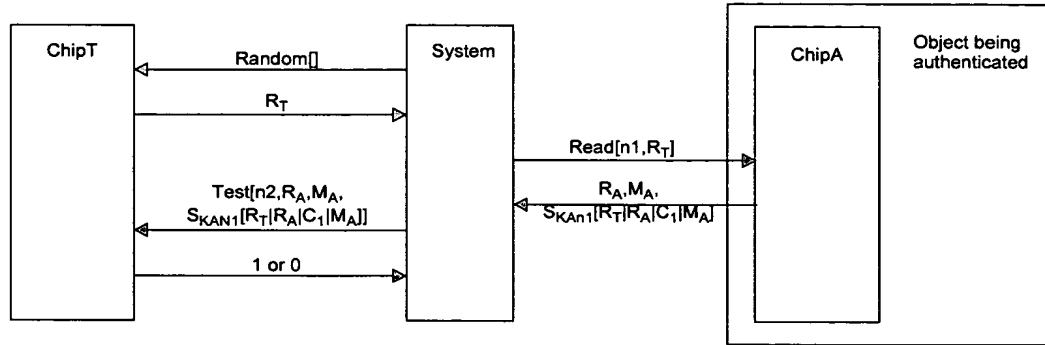 ChipT
System
ChipA
Object being
authenticated
Random[]
R_T
Read[n1,R_T]
R_A,M_A,
S_KAn1[R_T|R_A|C_1|M_A]
Test[n2,R_A,M_A,
S_KAN1[R_T|R_A|C_1|M_A]]
1 or 0